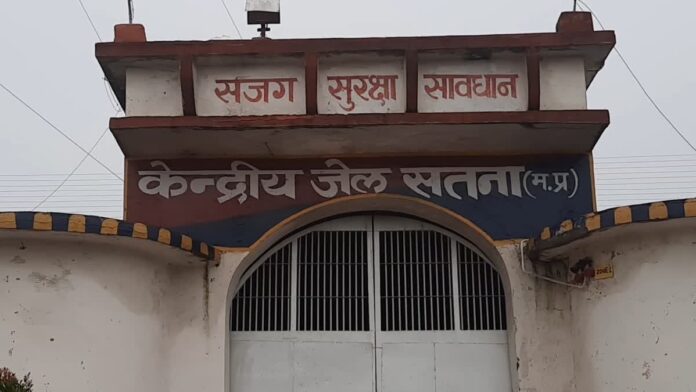 सजग सुरक्षा सावधान
केन्द्रीय जेल सतना (म.प्र)